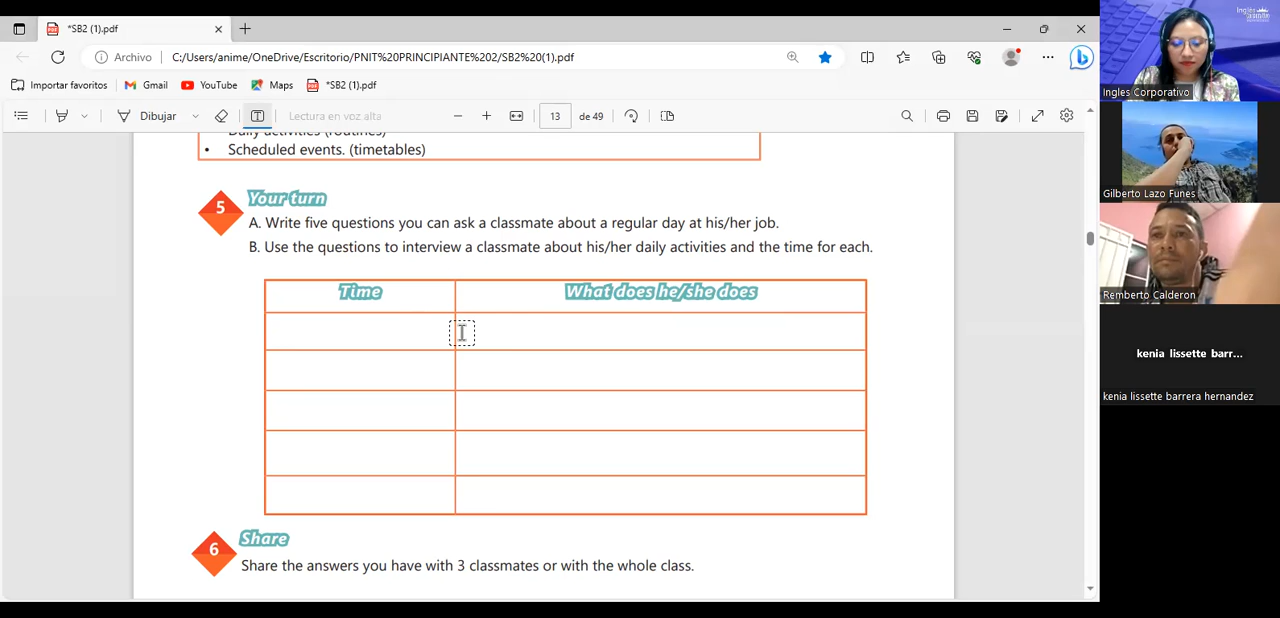 *SB2 (1).pdf
Archivo
C:/Users/anime/OneDrive/Escritorio/PNIT%20PRINCIPIANTE%202/SB2%20(1).pdf
Importar favoritos
Gmail
YouTube
Maps
*SB2 (1).pdf
Dibujar
Lectura en voz alta
13 de 49
Daily activities (routines)
• Scheduled events. (timetables)
5 Your turn
A. Write five questions you can ask a classmate about a regular day at his/her job.
B. Use the questions to interview a classmate about his/her daily activities and the time for each.
Time
What does he/she does
6 Share
Share the answers you have with 3 classmates or with the whole class.
Ingles Corporativo
Gilberto Lazo Funes
Remberto Calderon
kenia lissette barr...
kenia lissette barrera hernandez